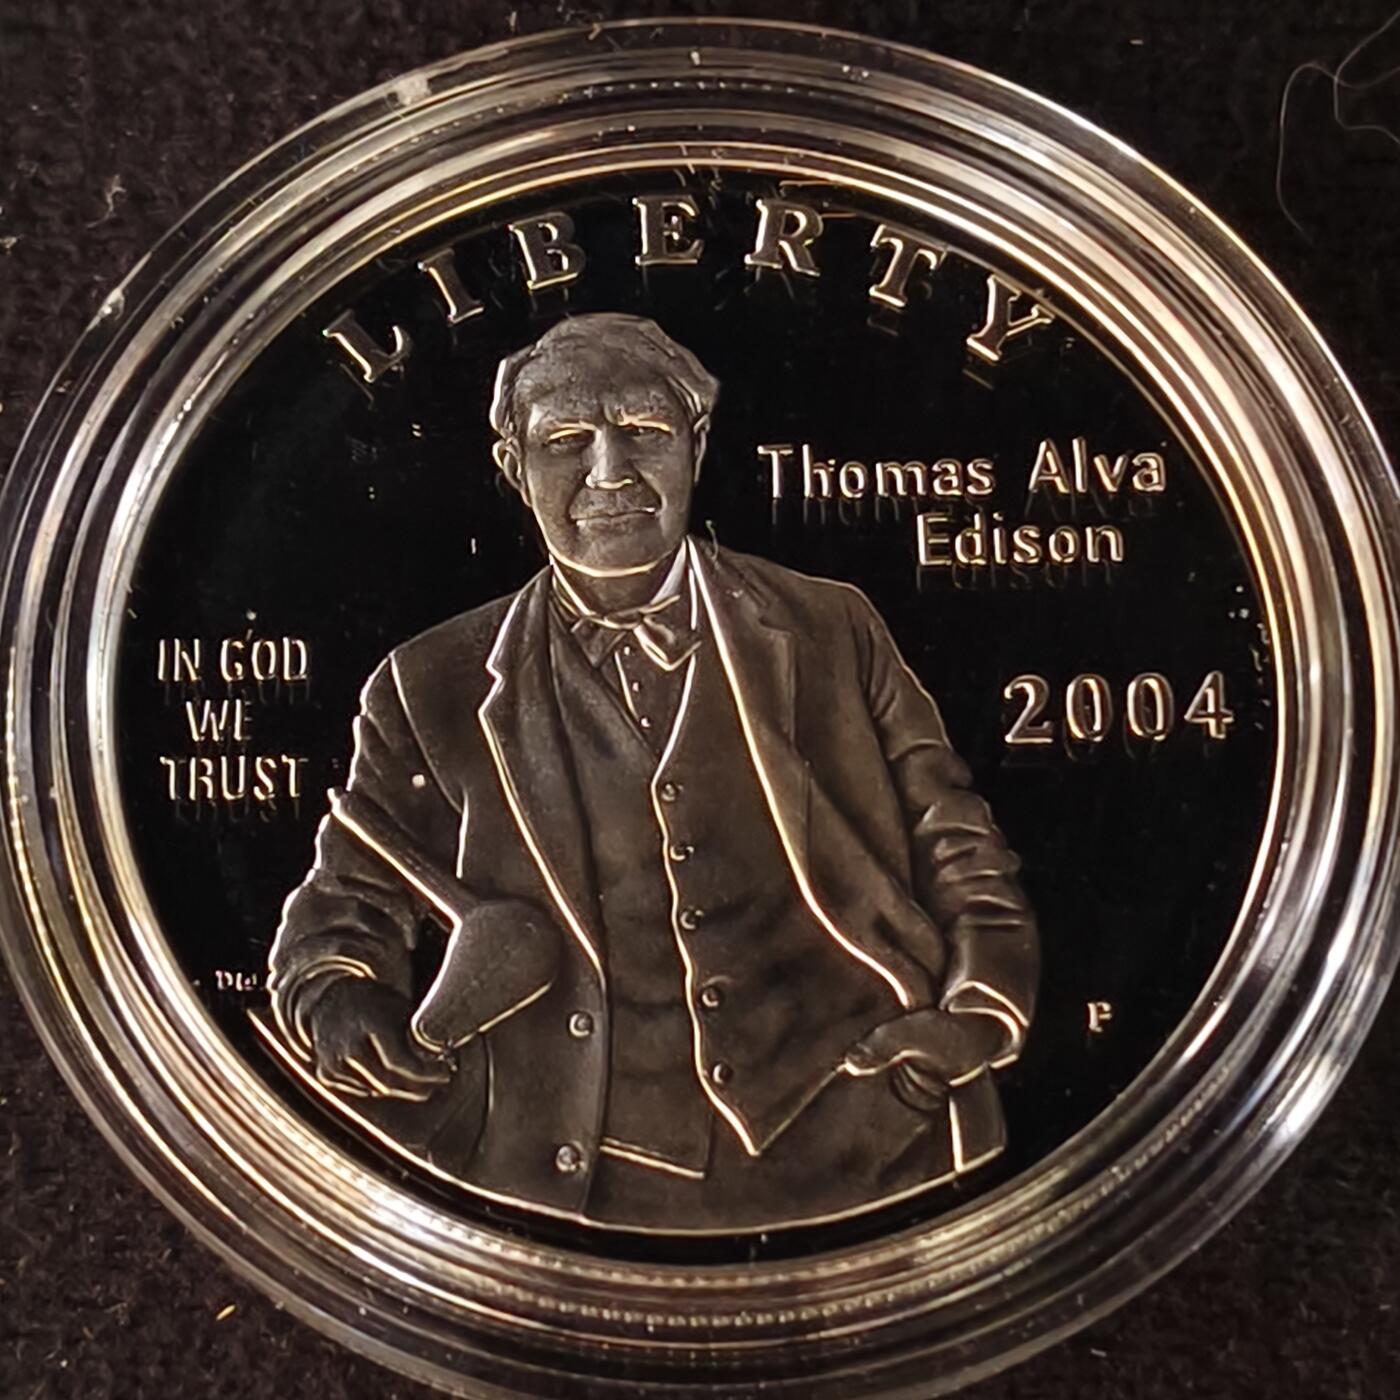 LIBERTY
Thomas Alva
Edison
IN GOD
WE
TRUST
2004
P